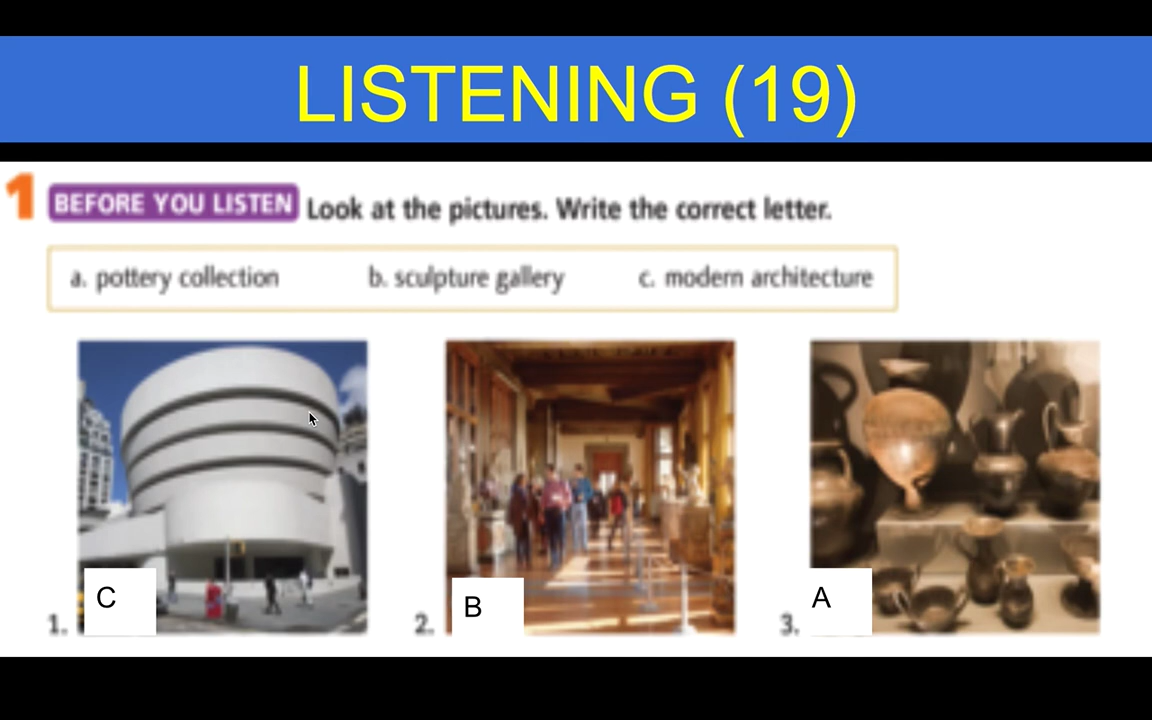 LISTENING (19)
1 BEFORE YOU LISTEN Look at the pictures. Write the correct letter.
a. pottery collection b. sculpture gallery c. modern architecture
1. C 2. B 3. A